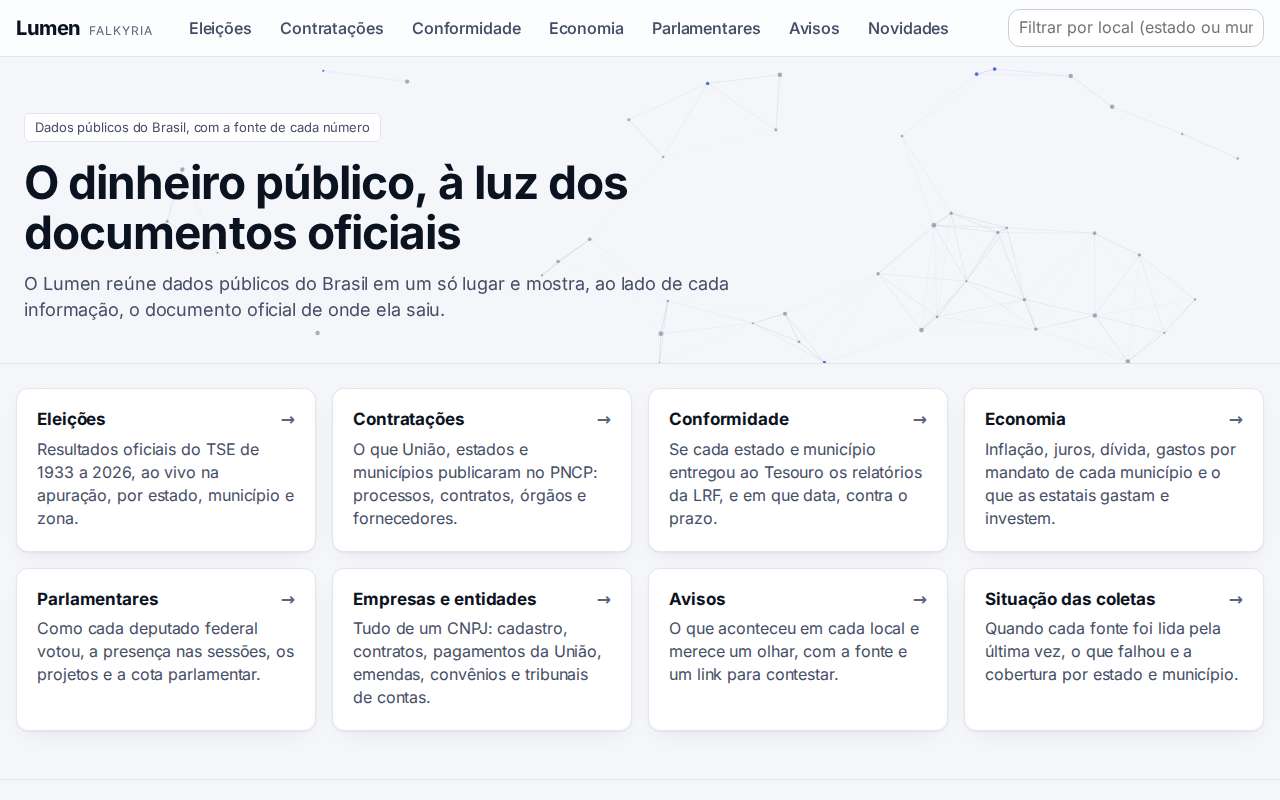 Lumen FALKYRIA Eleições Contratações Conformidade Economia Parlamentares Avisos Novidades Filtrar por local (estado ou mur
Dados públicos do Brasil, com a fonte de cada número
O dinheiro público, à luz dos
documentos oficiais
O Lumen reúne dados públicos do Brasil em um só lugar e mostra, ao lado de cada
informação, o documento oficial de onde ela saiu.
Eleições →
Resultados oficiais do TSE de
1933 a 2026, ao vivo na
apuração, por estado, município e
zona.
Contratações →
O que União, estados e
municípios publicaram no PNCP:
processos, contratos, órgãos e
fornecedores.
Conformidade →
Se cada estado e município
entregou ao Tesouro os relatórios
da LRF, e em que data, contra o
prazo.
Economia →
Inflação, juros, dívida, gastos por
mandato de cada município e o
que as estatais gastam e
investem.
Parlamentares →
Como cada deputado federal
votou, a presença nas sessões, os
projetos e a cota parlamentar.
Empresas e entidades →
Tudo de um CNPJ: cadastro,
contratos, pagamentos da União,
emendas, convênios e tribunais
de contas.
Avisos →
O que aconteceu em cada local e
merece um olhar, com a fonte e
um link para contestar.
Situação das coletas →
Quando cada fonte foi lida pela
última vez, o que falhou e a
cobertura por estado e município.